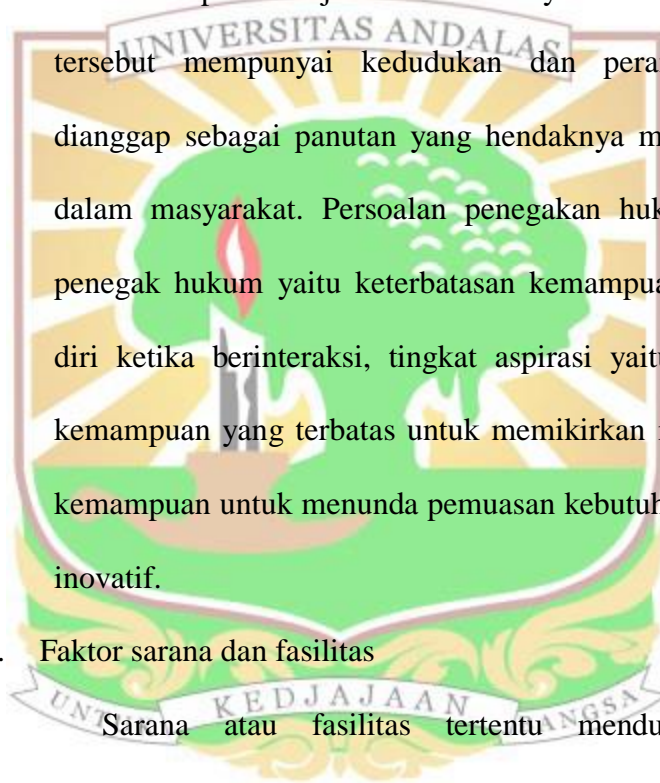 UNIVERSITAS ANDALAS
tersebut mempunyai kedudukan dan pera
dianggap sebagai panutan yang hendaknya m
dalam masyarakat. Persoalan penegakan huk
penegak hukum yaitu keterbatasan kemampua
diri ketika berinteraksi, tingkat aspirasi yaitu
kemampuan yang terbatas untuk memikirkan
kemampuan untuk menunda pemuasan kebutuh
inovatif.
. Faktor sarana dan fasilitas
UNTUK KEDJAJAAN BANGSA
Sarana atau fasilitas tertentu mendu